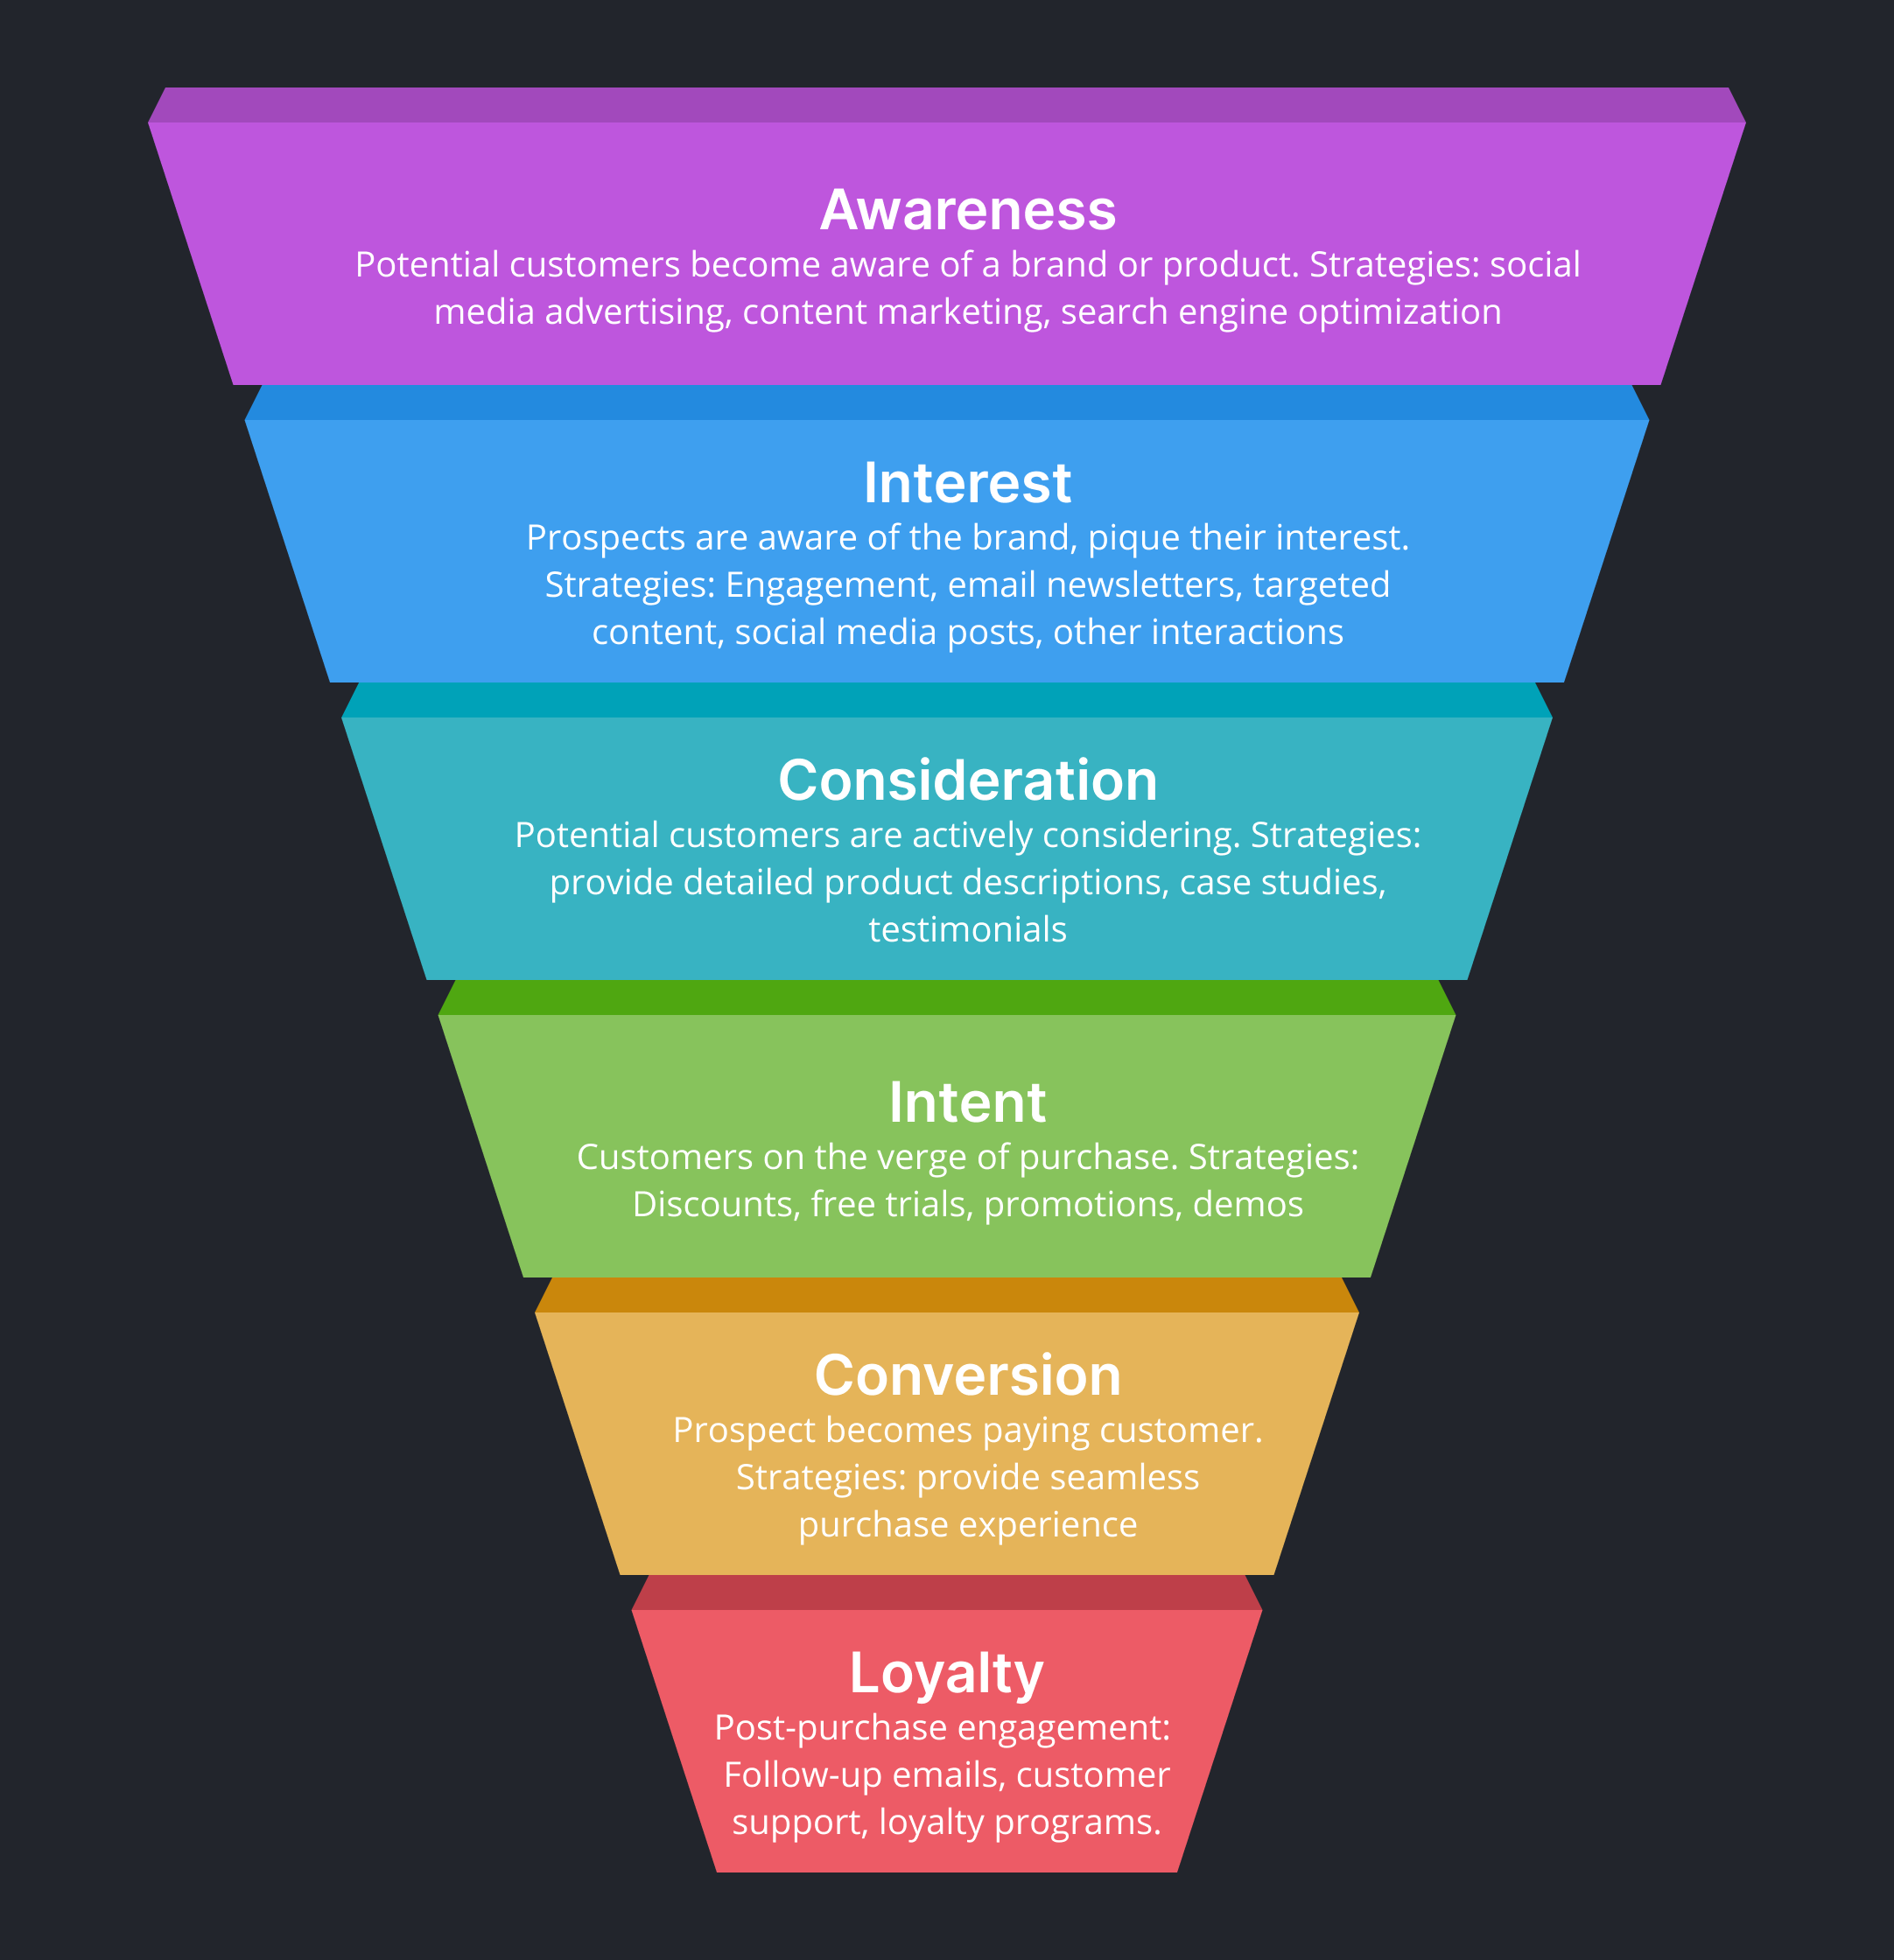 Awareness
Potential customers become aware of a brand or product. Strategies: social
media advertising, content marketing, search engine optimization
Interest
Prospects are aware of the brand, pique their interest.
Strategies: Engagement, email newsletters, targeted
content, social media posts, other interactions
Consideration
Potential customers are actively considering. Strategies:
provide detailed product descriptions, case studies,
testimonials
Intent
Customers on the verge of purchase. Strategies:
Discounts, free trials, promotions, demos
Conversion
Prospect becomes paying customer.
Strategies: provide seamless
purchase experience
Loyalty
Post-purchase engagement:
Follow-up emails, customer
support, loyalty programs.